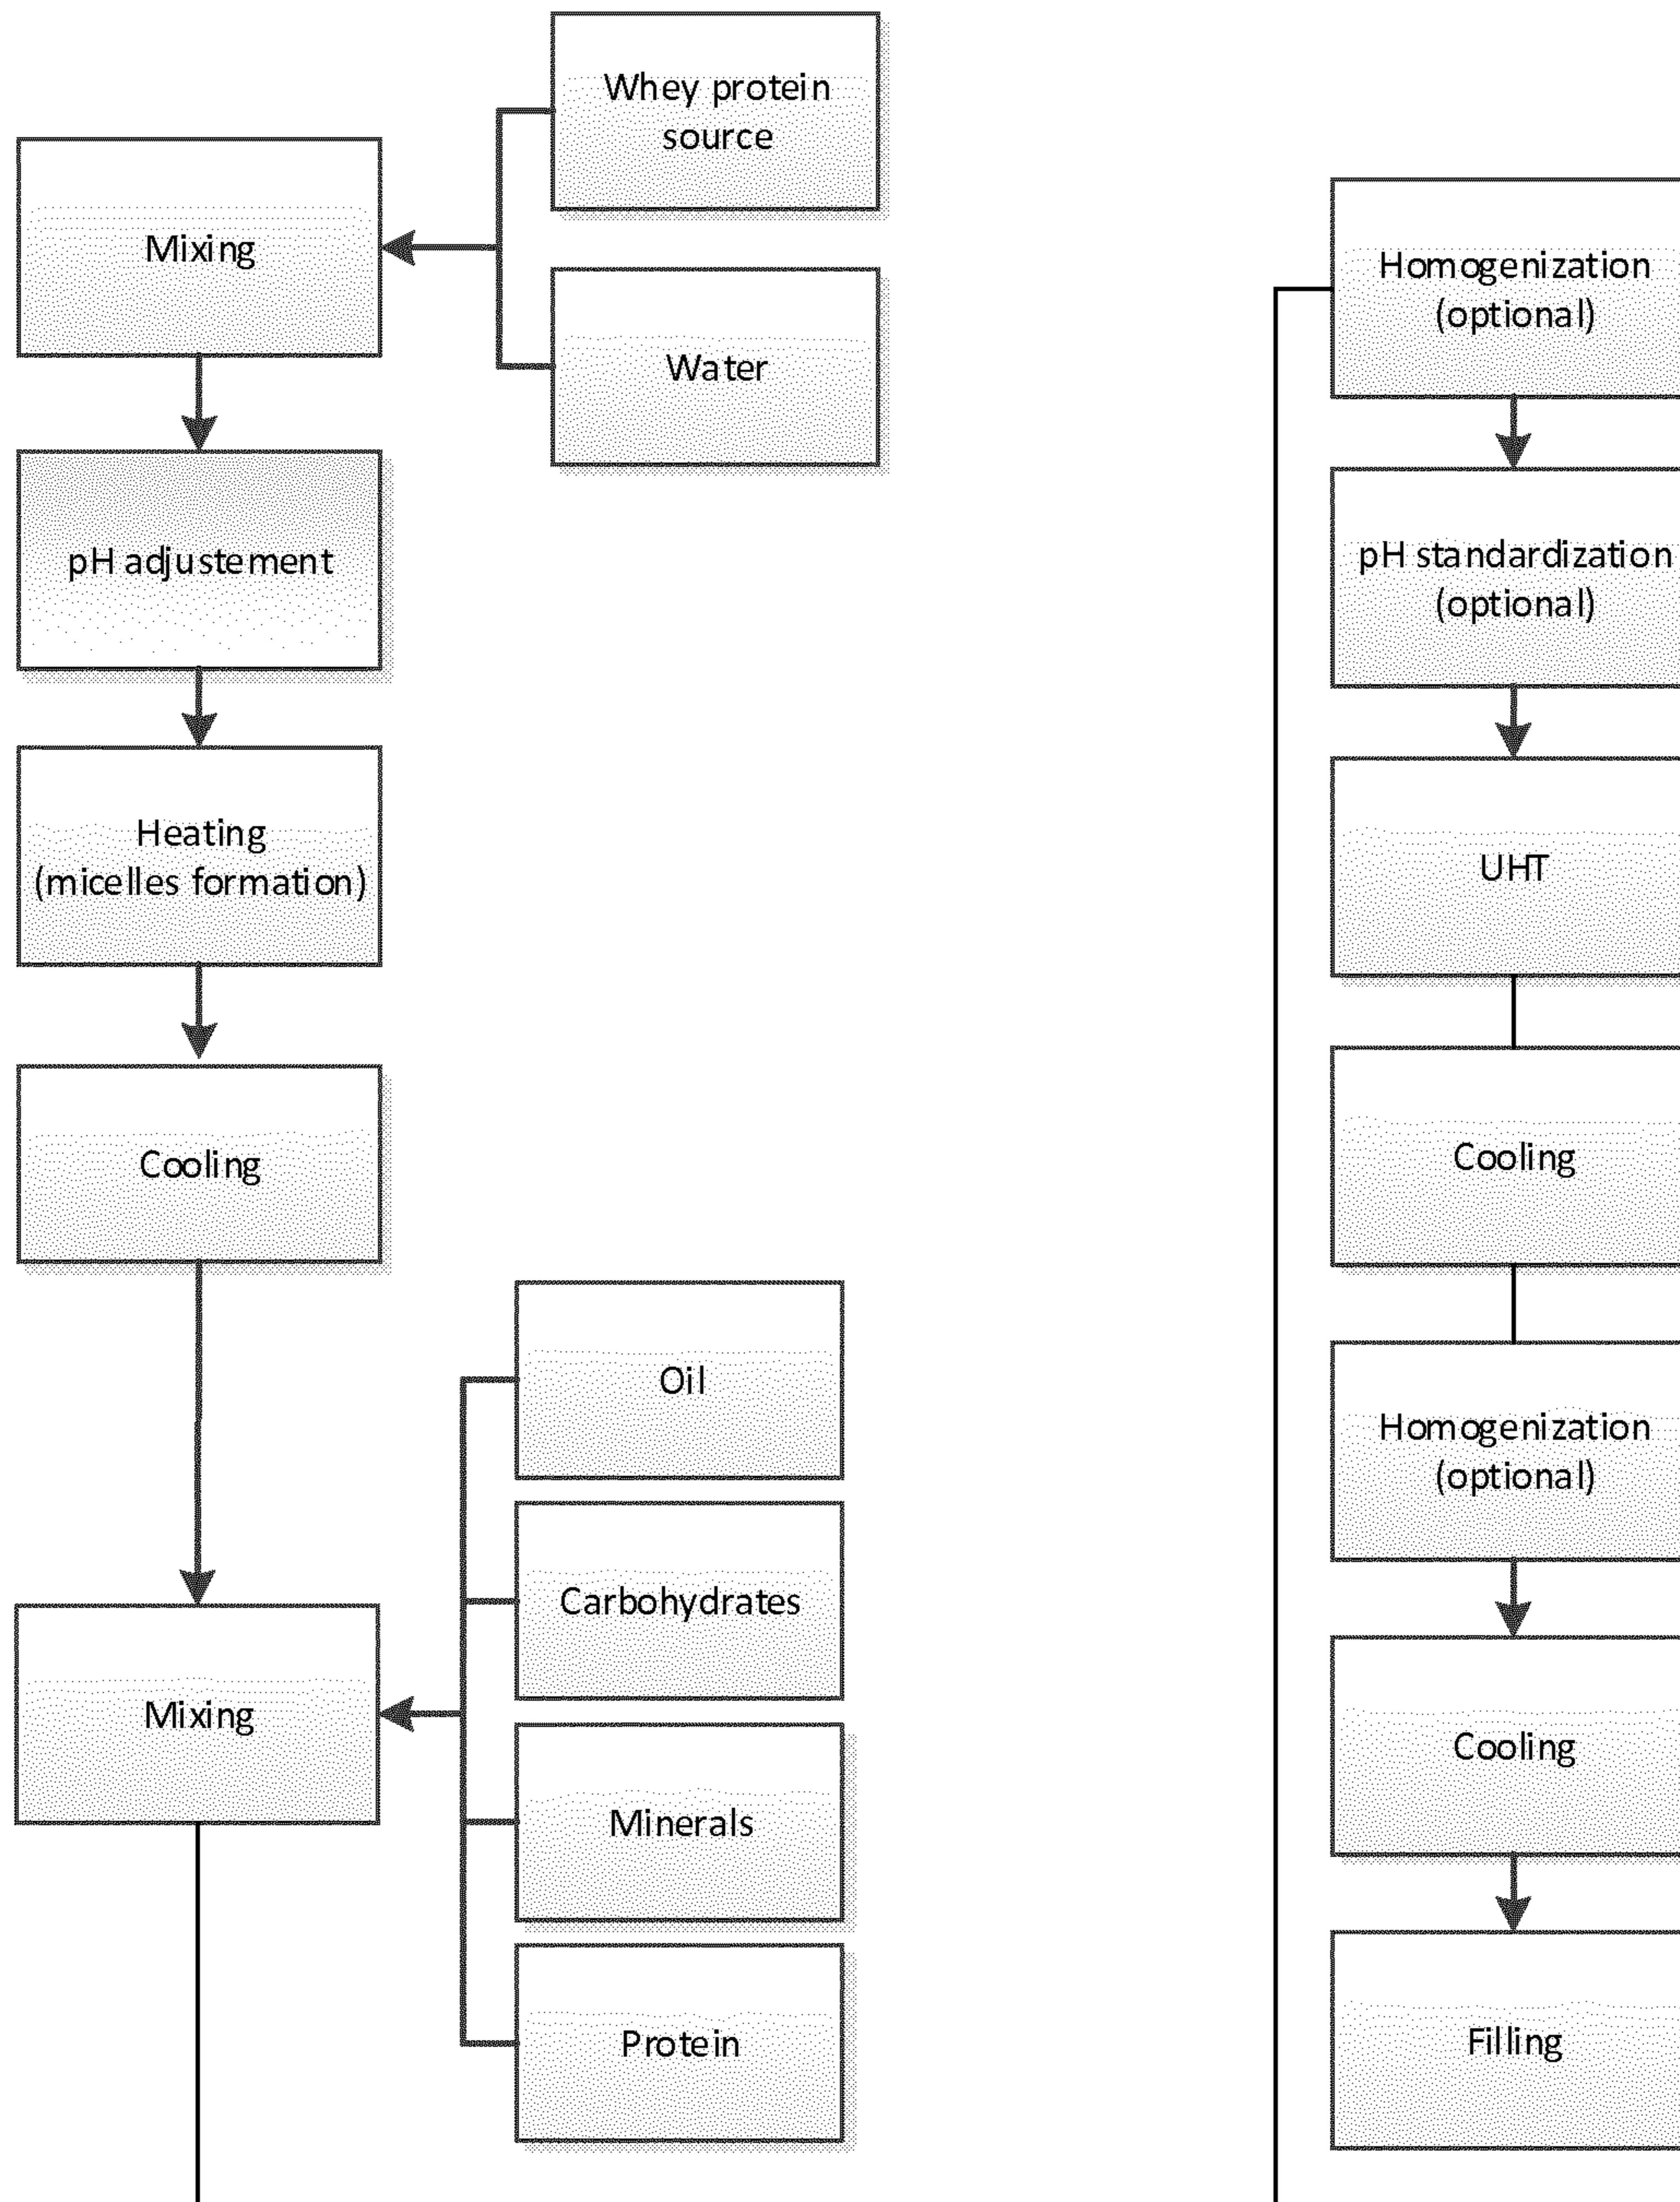 Whey protein
source
Mixing
Water
pH adjustement
Heating
(micelles formation)
Cooling
Oil
Carbohydrates
Mixing
Minerals
Protein
Homogenization
(optional)
pH standardization
(optional)
UHT
Cooling
Homogenization
(optional)
Cooling
Filling